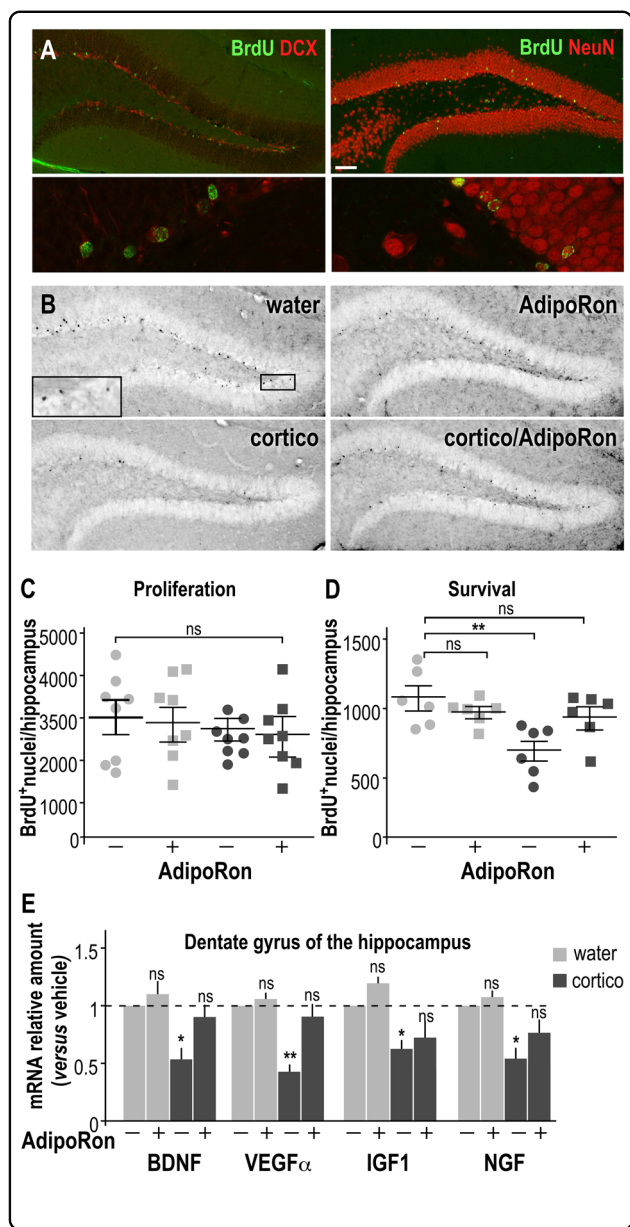 A
BrdU DCX
BrdU NeuN
B
water
AdipoRon
cortico
cortico/AdipoRon
C
Proliferation
BrdU⁺nuclei/hippocampus
5000
3500
2000
1000
0
ns
− + − +
AdipoRon
D
Survival
BrdU⁺nuclei/hippocampus
1500
1000
500
0
ns
**
ns
− + − +
AdipoRon
E
Dentate gyrus of the hippocampus
water
cortico
mRNA relative amount
(versus vehicle)
1.5
1
0.5
0
ns * ns ns ** ns ns * ns ns * ns
AdipoRon − + − + − + − + − + − + − + − +
BDNF VEGFα IGF1 NGF